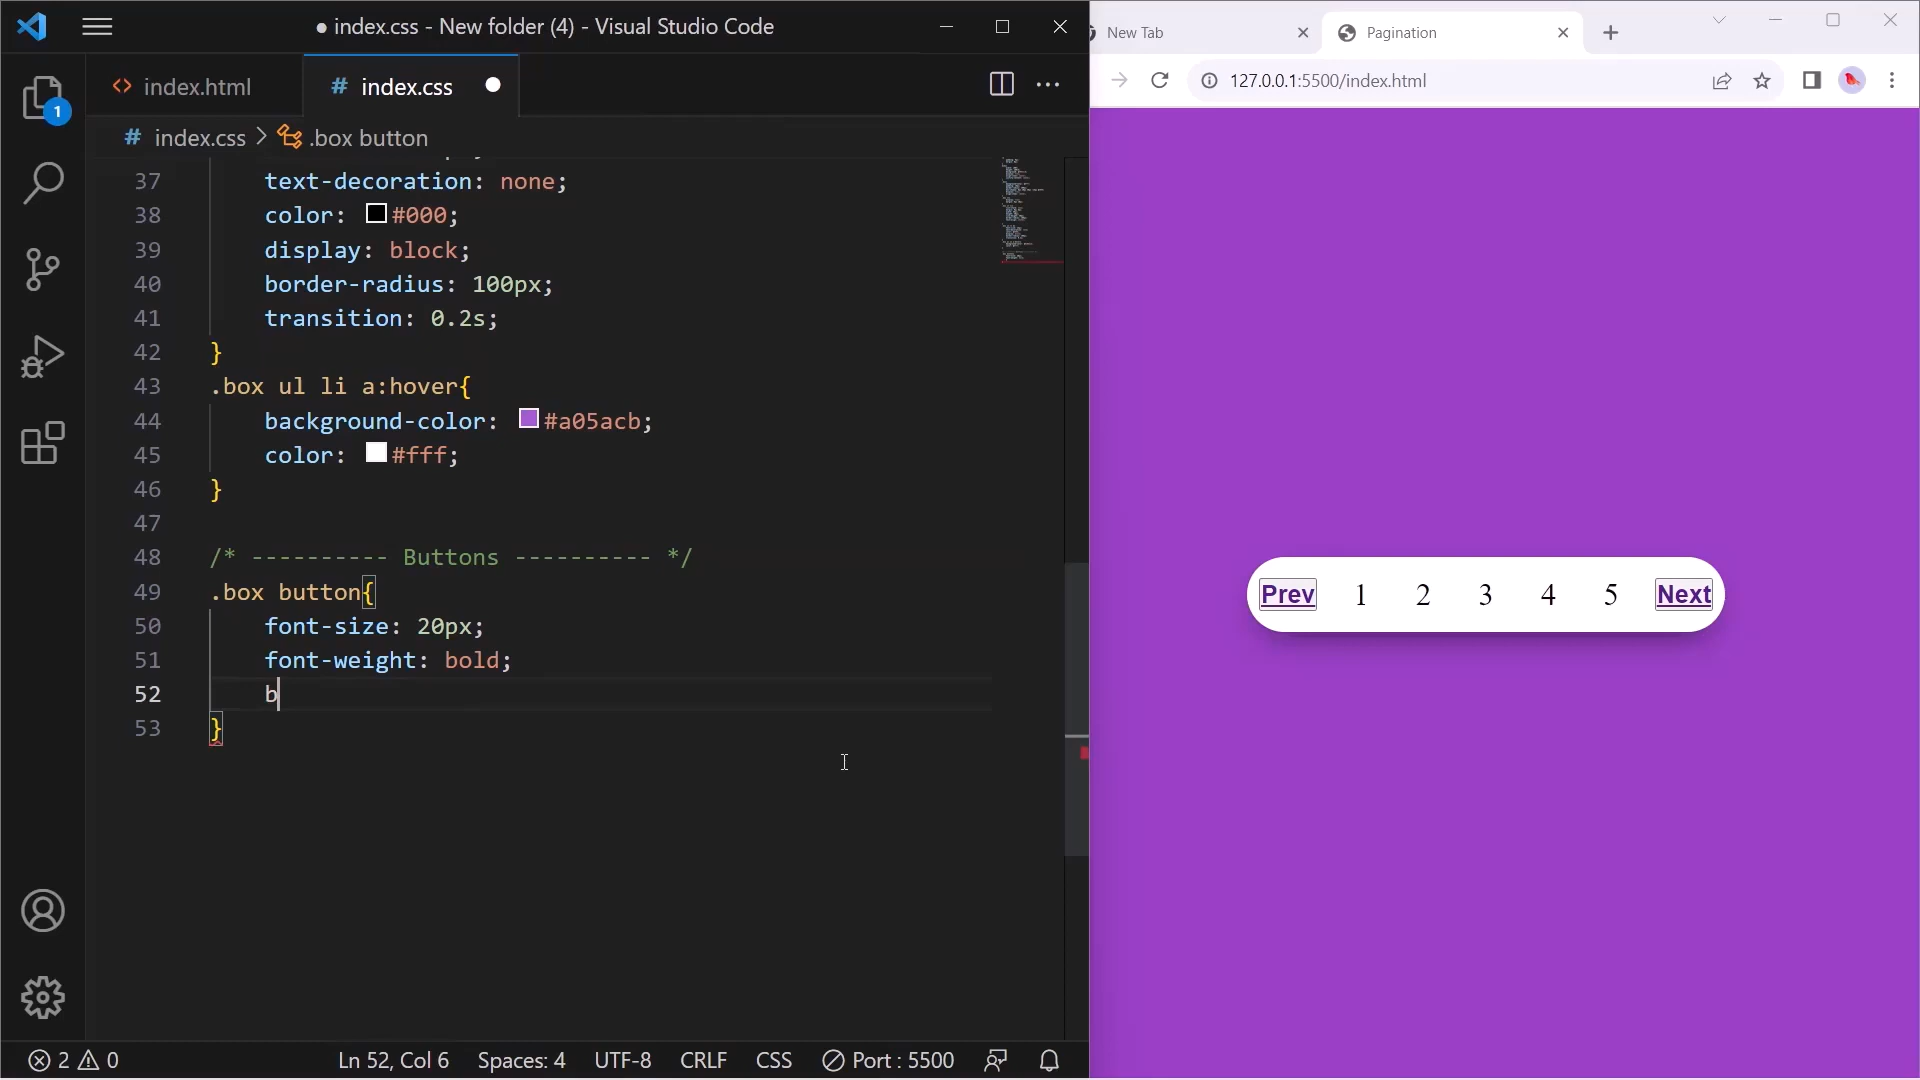 ● index.css - New folder (4) - Visual Studio Code
index.html
# index.css
1
# index.css > .box button
37 text-decoration: none;
38 color: #000;
39 display: block;
40 border-radius: 100px;
41 transition: 0.2s;
42 }
43 .box ul li a:hover{
44 background-color: #a05acb;
45 color: #fff;
46 }
47
48 /* ---------- Buttons ---------- */
49 .box button{
50 font-size: 20px;
51 font-weight: bold;
52 b
53 }
2 0
Ln 52, Col 6
Spaces: 4
UTF-8
CRLF
CSS
Port : 5500
New Tab
Pagination
127.0.0.1:5500/index.html
Prev 1 2 3 4 5 Next